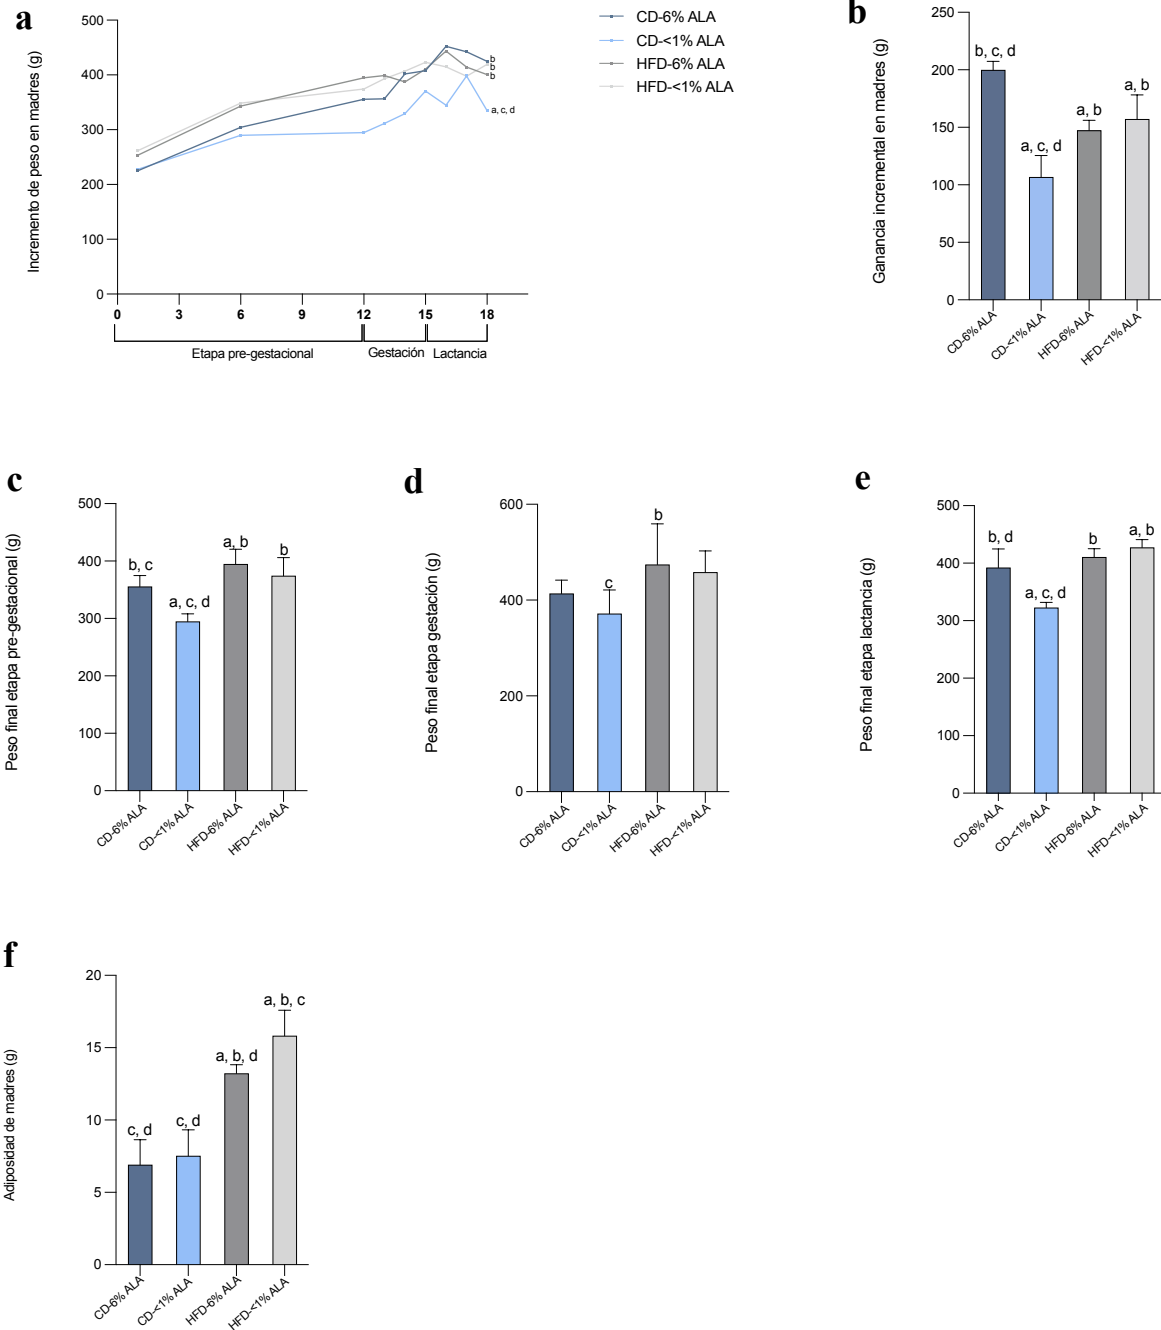 a
Incremento de peso en madres (g)
500
400
300
200
100
0
0 3 6 9 12 15 18
Etapa pre-gestacional Gestación Lactancia
b
b
b
a, c, d
CD-6% ALA
CD-<1% ALA
HFD-6% ALA
HFD-<1% ALA
b
Ganancia incremental en madres (g)
250
200
150
100
50
0
b, c, d
a, c, d
a, b
a, b
CD-6% ALA
CD-<1% ALA
HFD-6% ALA
HFD-<1% ALA
c
Peso final etapa pre-gestacional (g)
500
400
300
200
100
0
b, c
a, c, d
a, b
b
CD-6% ALA
CD-<1% ALA
HFD-6% ALA
HFD-<1% ALA
d
Peso final etapa gestación (g)
600
400
200
0
c
b
CD-6% ALA
CD-<1% ALA
HFD-6% ALA
HFD-<1% ALA
e
Peso final etapa lactancia (g)
500
400
300
200
100
0
b, d
a, c, d
b
a, b
CD-6% ALA
CD-<1% ALA
HFD-6% ALA
HFD-<1% ALA
f
Adiposidad de madres (g)
20
15
10
5
0
c, d
c, d
a, b, d
a, b, c
CD-6% ALA
CD-<1% ALA
HFD-6% ALA
HFD-<1% ALA